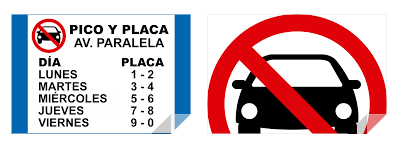 PICO Y PLACA
AV. PARALELA
DÍA PLACA
LUNES 1 - 2
MARTES 3 - 4
MIÉRCOLES 5 - 6
JUEVES 7 - 8
VIERNES 9 - 0